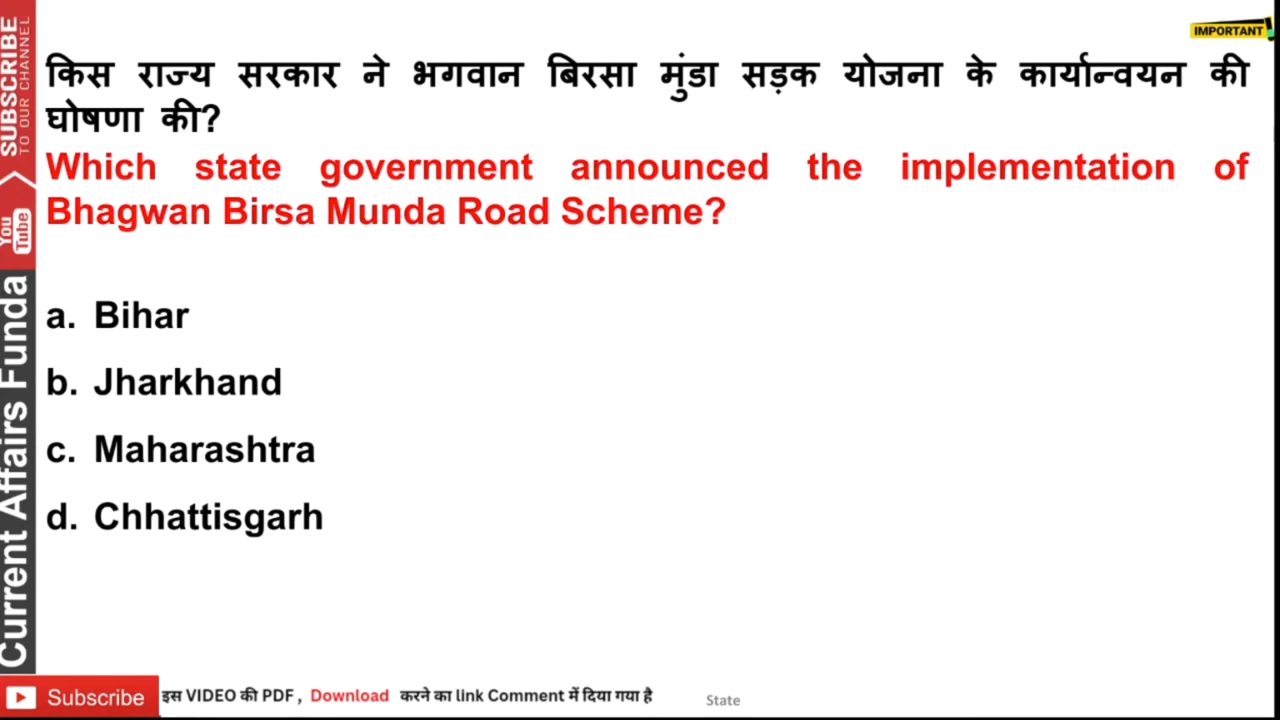 IMPORTANT
किस राज्य सरकार ने भगवान बिरसा मुंडा सड़क योजना के कार्यान्वयन की
घोषणा की?
Which state government announced the implementation of
Bhagwan Birsa Munda Road Scheme?
a. Bihar
b. Jharkhand
c. Maharashtra
d. Chhattisgarh
SUBSCRIBE
TO OUR CHANNEL
You
Tube
Current Affairs Funda
Subscribe
इस VIDEO की PDF , Download करने का link Comment में दिया गया है
State